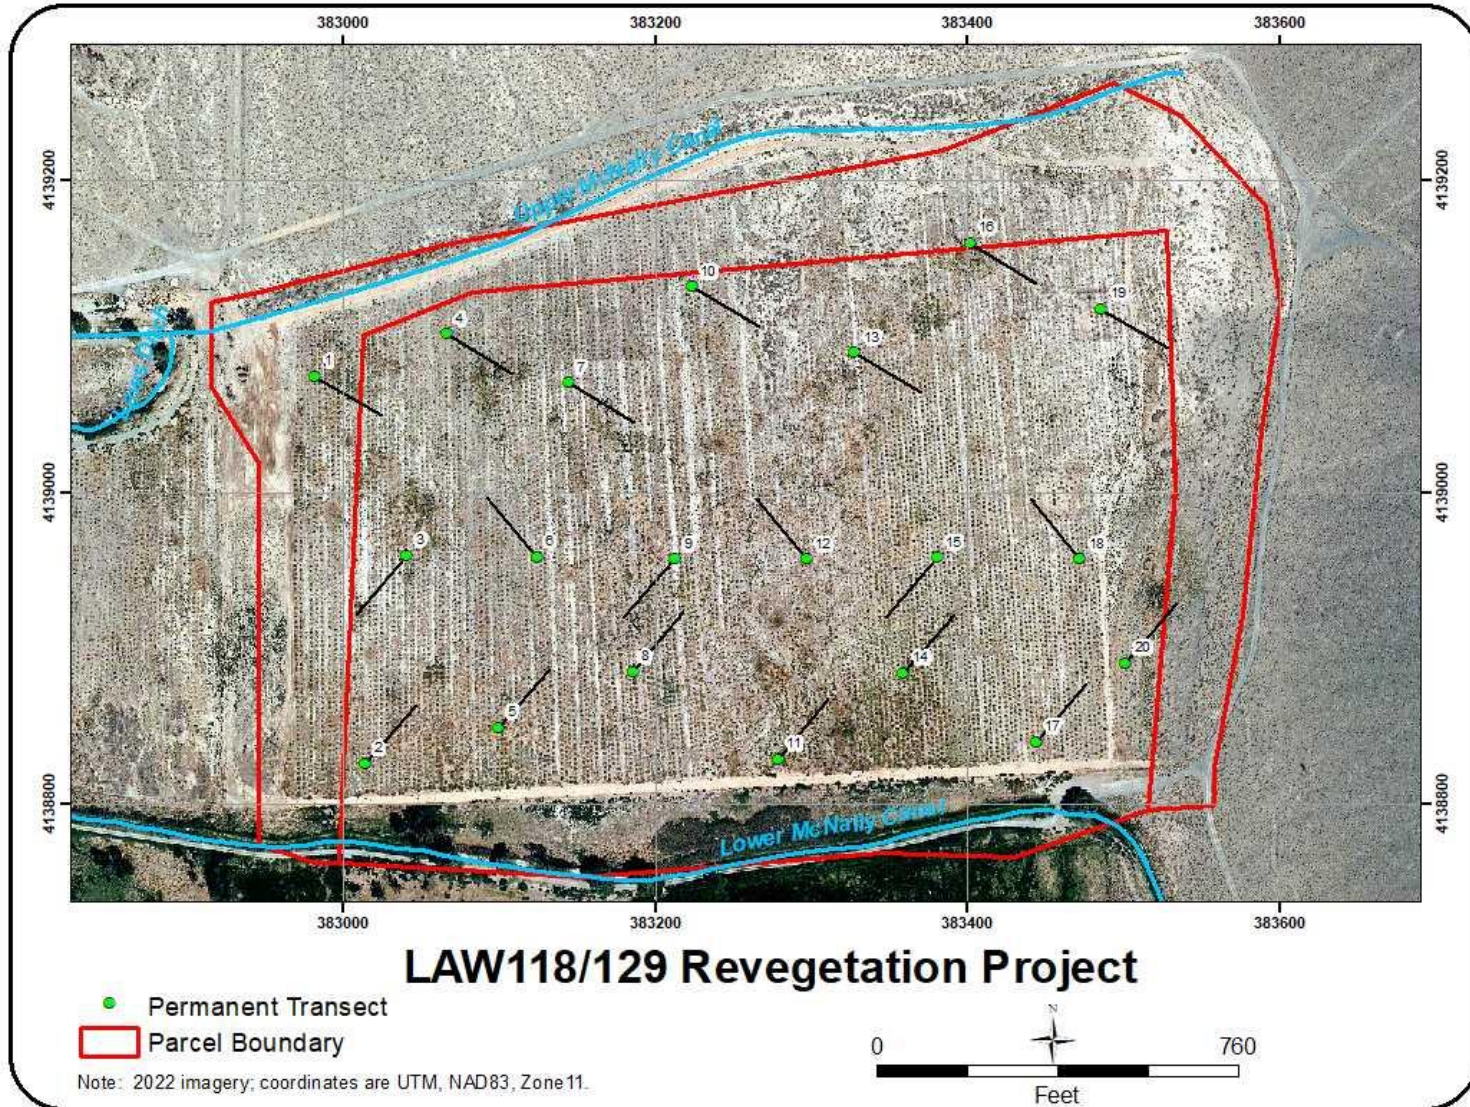 383000 383200 383400 383600
4139200 4139200
Upper McNally Canal
16
10
19
4
13
1
7
4139000 4139000
3 6 9 12 15 18
8 14 20
5 17
2 11
4138800 4138800
Lower McNally Canal
383000 383200 383400 383600
LAW118/129 Revegetation Project
Permanent Transect
Parcel Boundary
Note: 2022 imagery; coordinates are UTM, NAD83, Zone 11.
N
0 760
Feet